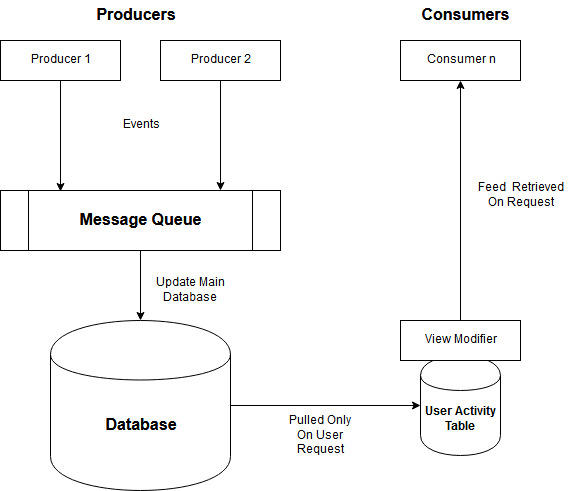 Producers
Consumers
Producer 1
Producer 2
Consumer n
Events
Feed Retrieved
On Request
Message Queue
Update Main
Database
View Modifier
Database
Pulled Only
On User
Request
User Activity
Table